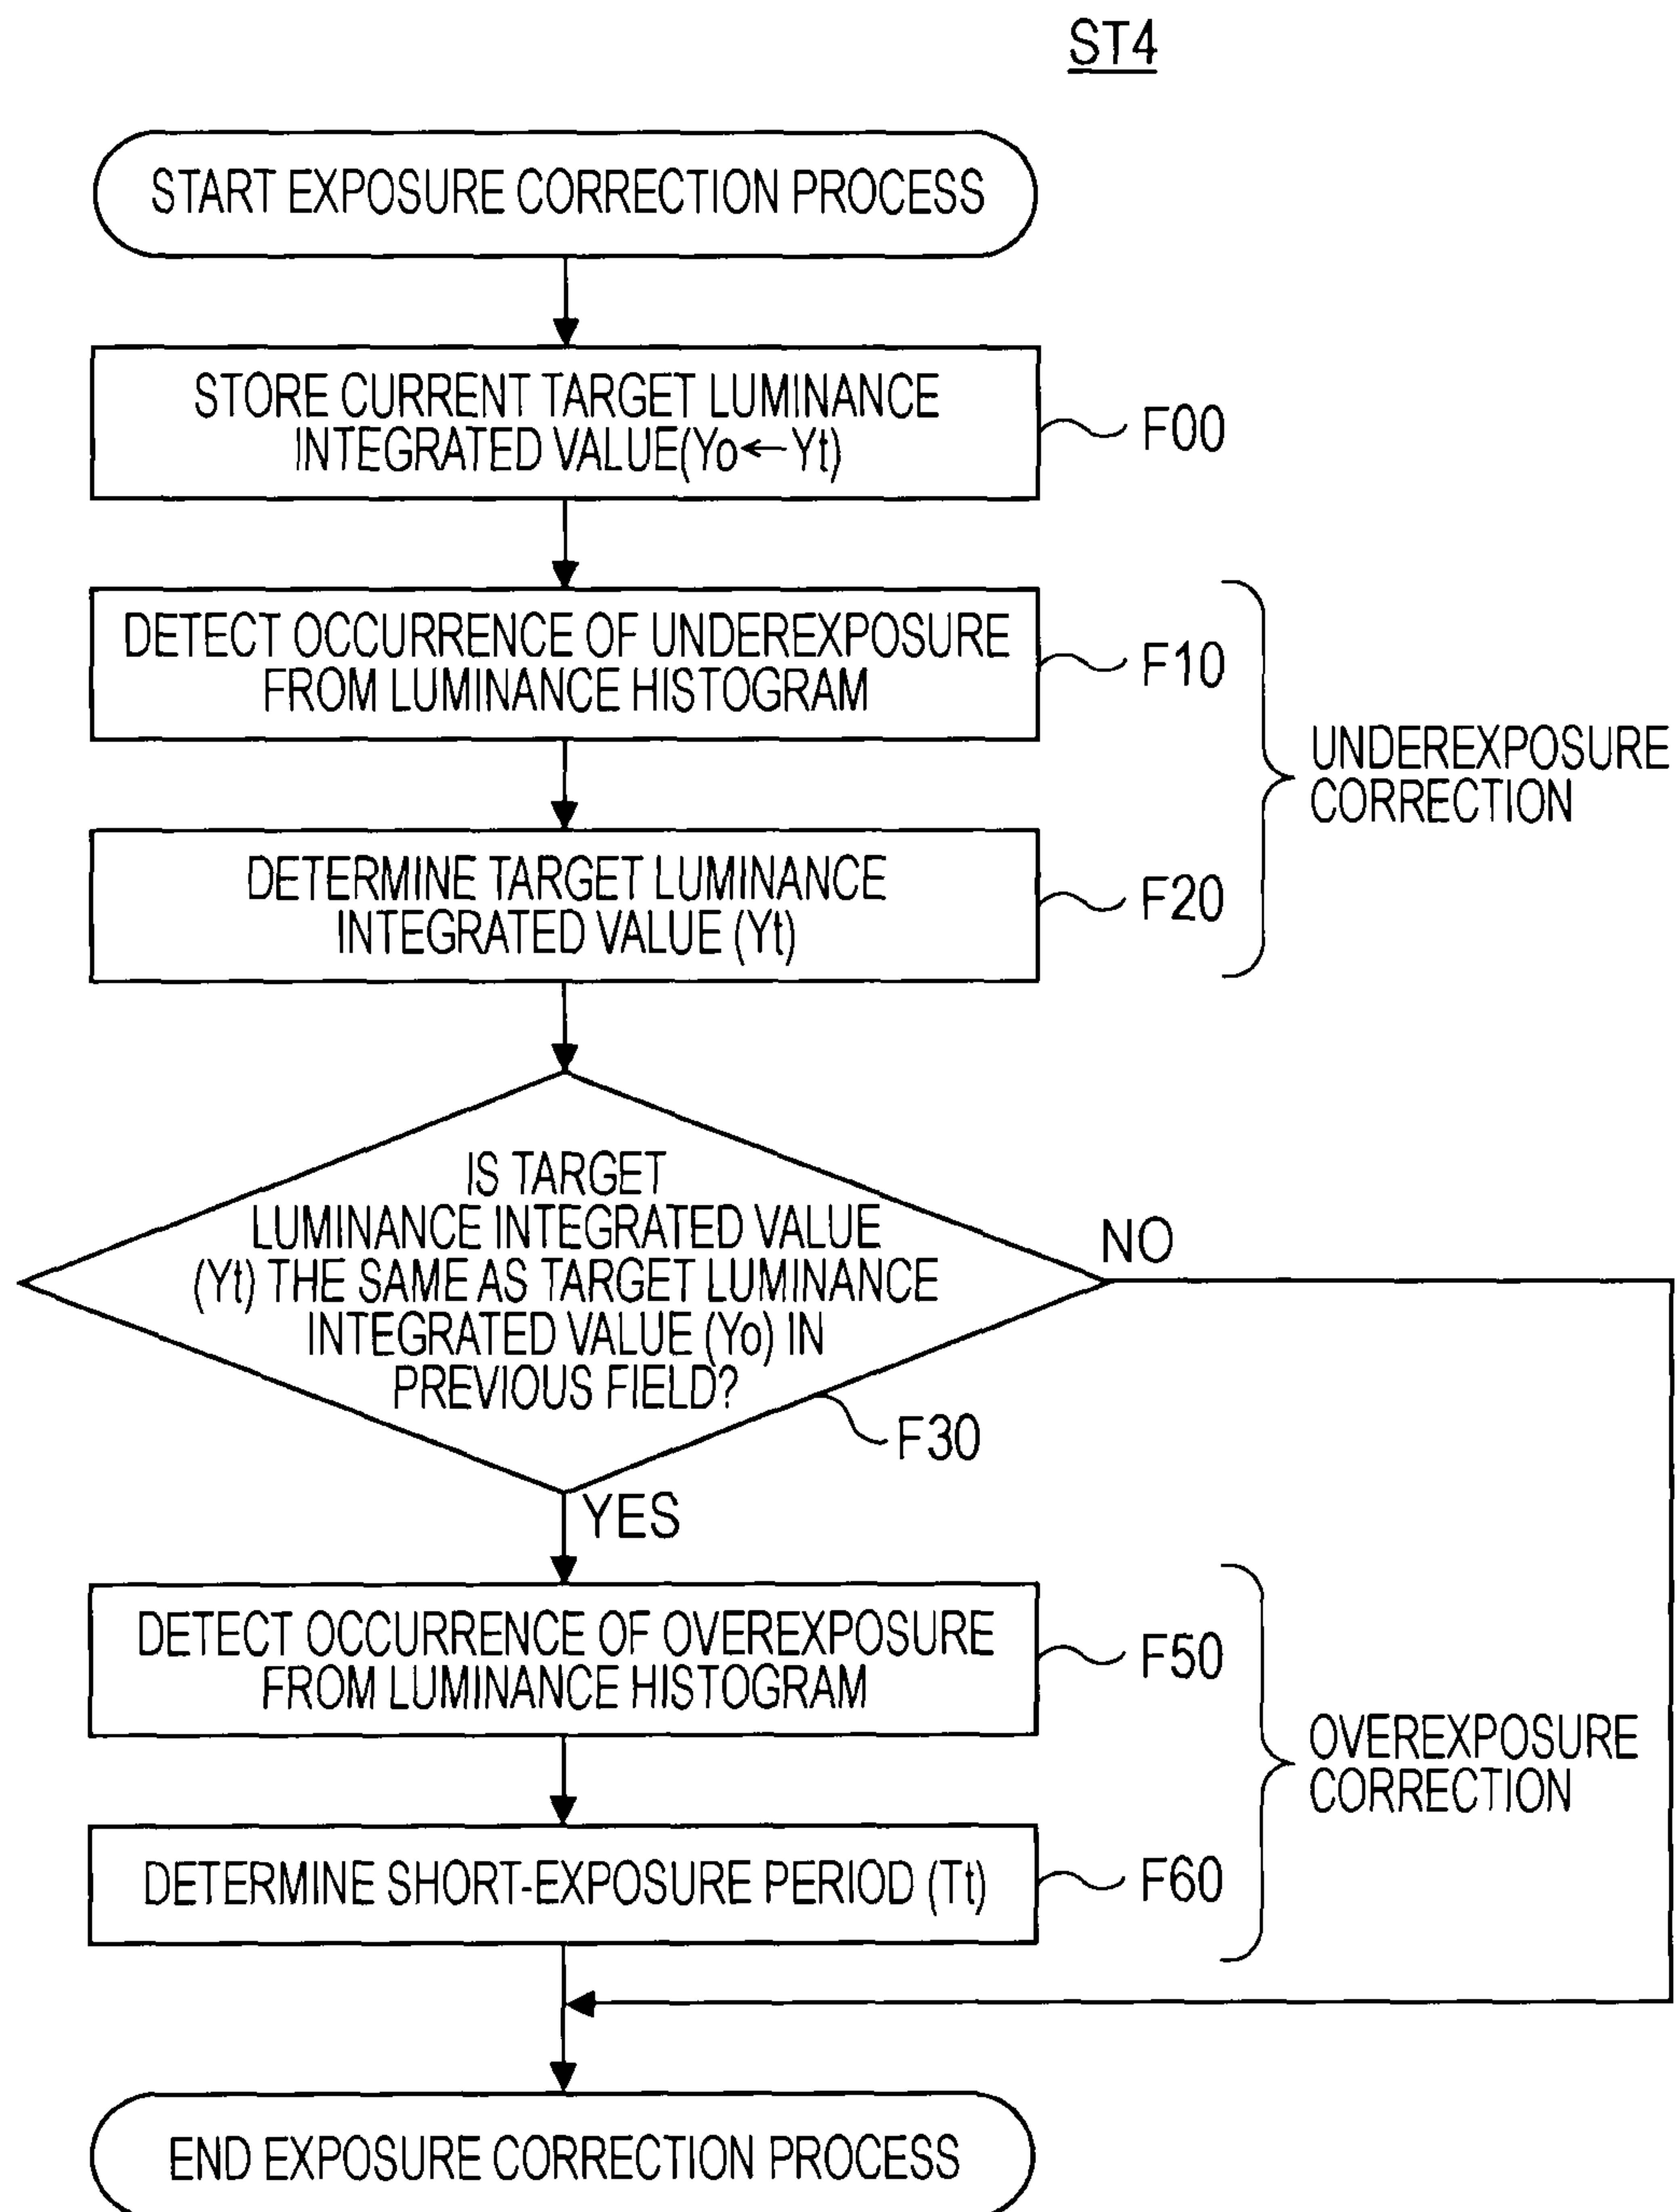 ST4
START EXPOSURE CORRECTION PROCESS
STORE CURRENT TARGET LUMINANCE
INTEGRATED VALUE(Yo←Yt)
F00
DETECT OCCURRENCE OF UNDEREXPOSURE
FROM LUMINANCE HISTOGRAM
F10
UNDEREXPOSURE
CORRECTION
DETERMINE TARGET LUMINANCE
INTEGRATED VALUE (Yt)
F20
IS TARGET
LUMINANCE INTEGRATED VALUE
(Yt) THE SAME AS TARGET LUMINANCE
INTEGRATED VALUE (Yo) IN
PREVIOUS FIELD?
NO
F30
YES
DETECT OCCURRENCE OF OVEREXPOSURE
FROM LUMINANCE HISTOGRAM
F50
OVEREXPOSURE
CORRECTION
DETERMINE SHORT-EXPOSURE PERIOD (Tt)
F60
END EXPOSURE CORRECTION PROCESS